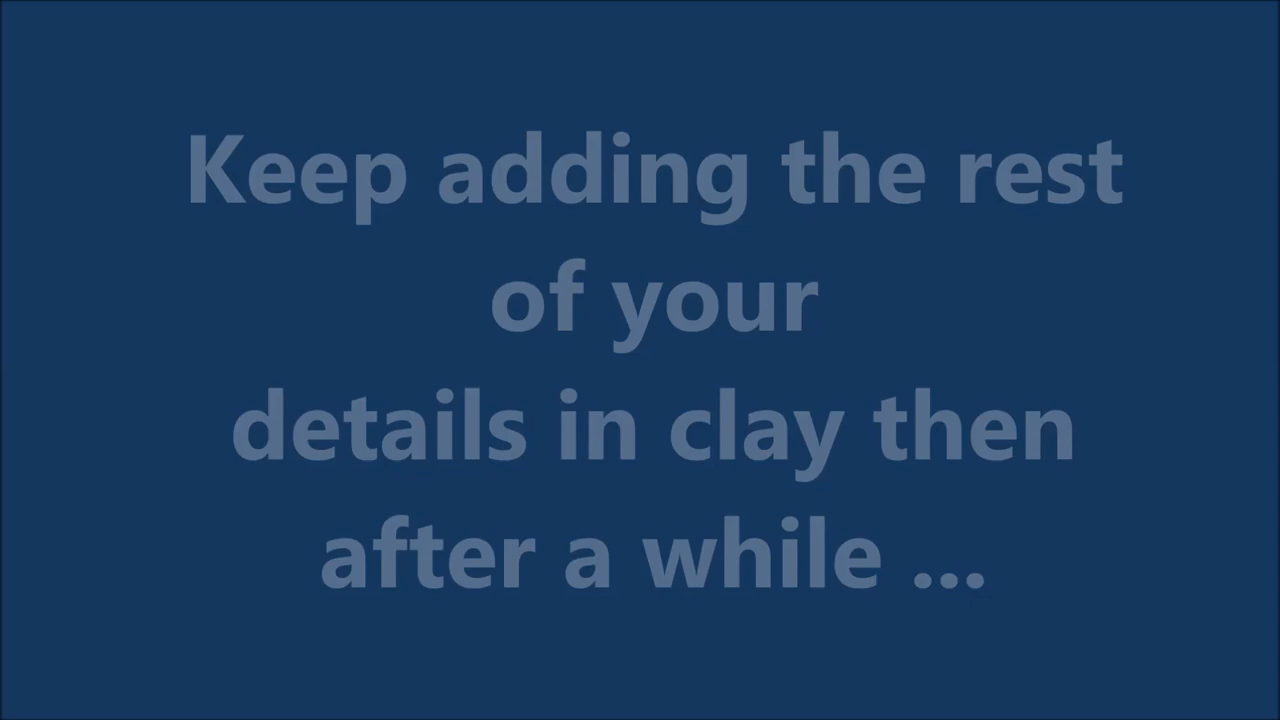 Keep adding the rest
of your
details in clay then
after a while ...